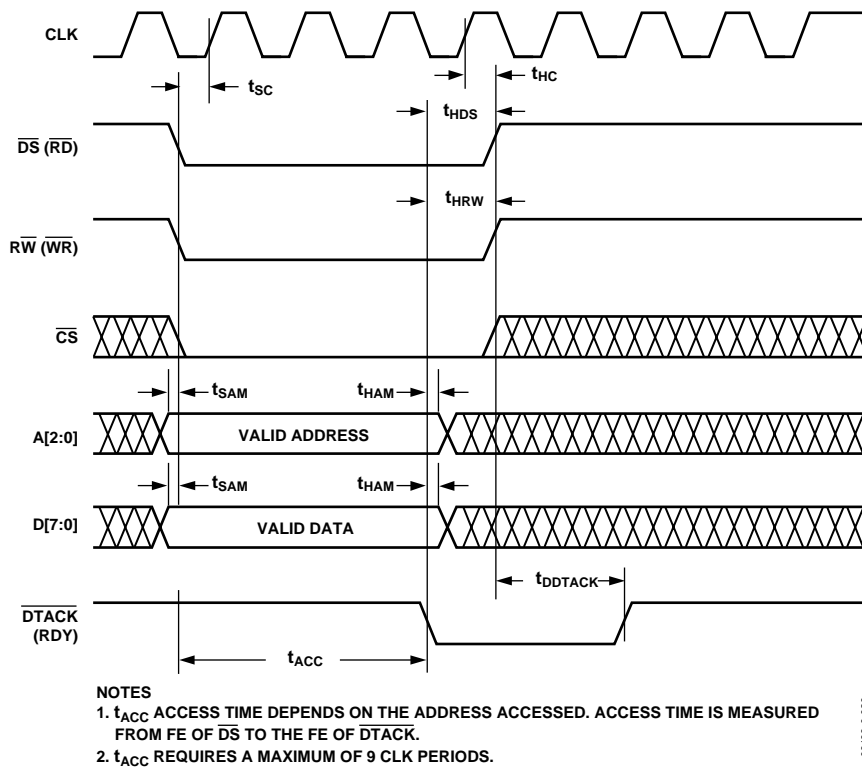 CLK
tSC
tHC
tHDS
DS (RD)
tHRW
RW (WR)
CS
tSAM
tHAM
A[2:0]
VALID ADDRESS
tSAM
tHAM
D[7:0]
VALID DATA
tDDTACK
DTACK
(RDY)
tACC
NOTES
1. tACC ACCESS TIME DEPENDS ON THE ADDRESS ACCESSED. ACCESS TIME IS MEASURED
FROM FE OF DS TO THE FE OF DTACK.
2. tACC REQUIRES A MAXIMUM OF 9 CLK PERIODS.